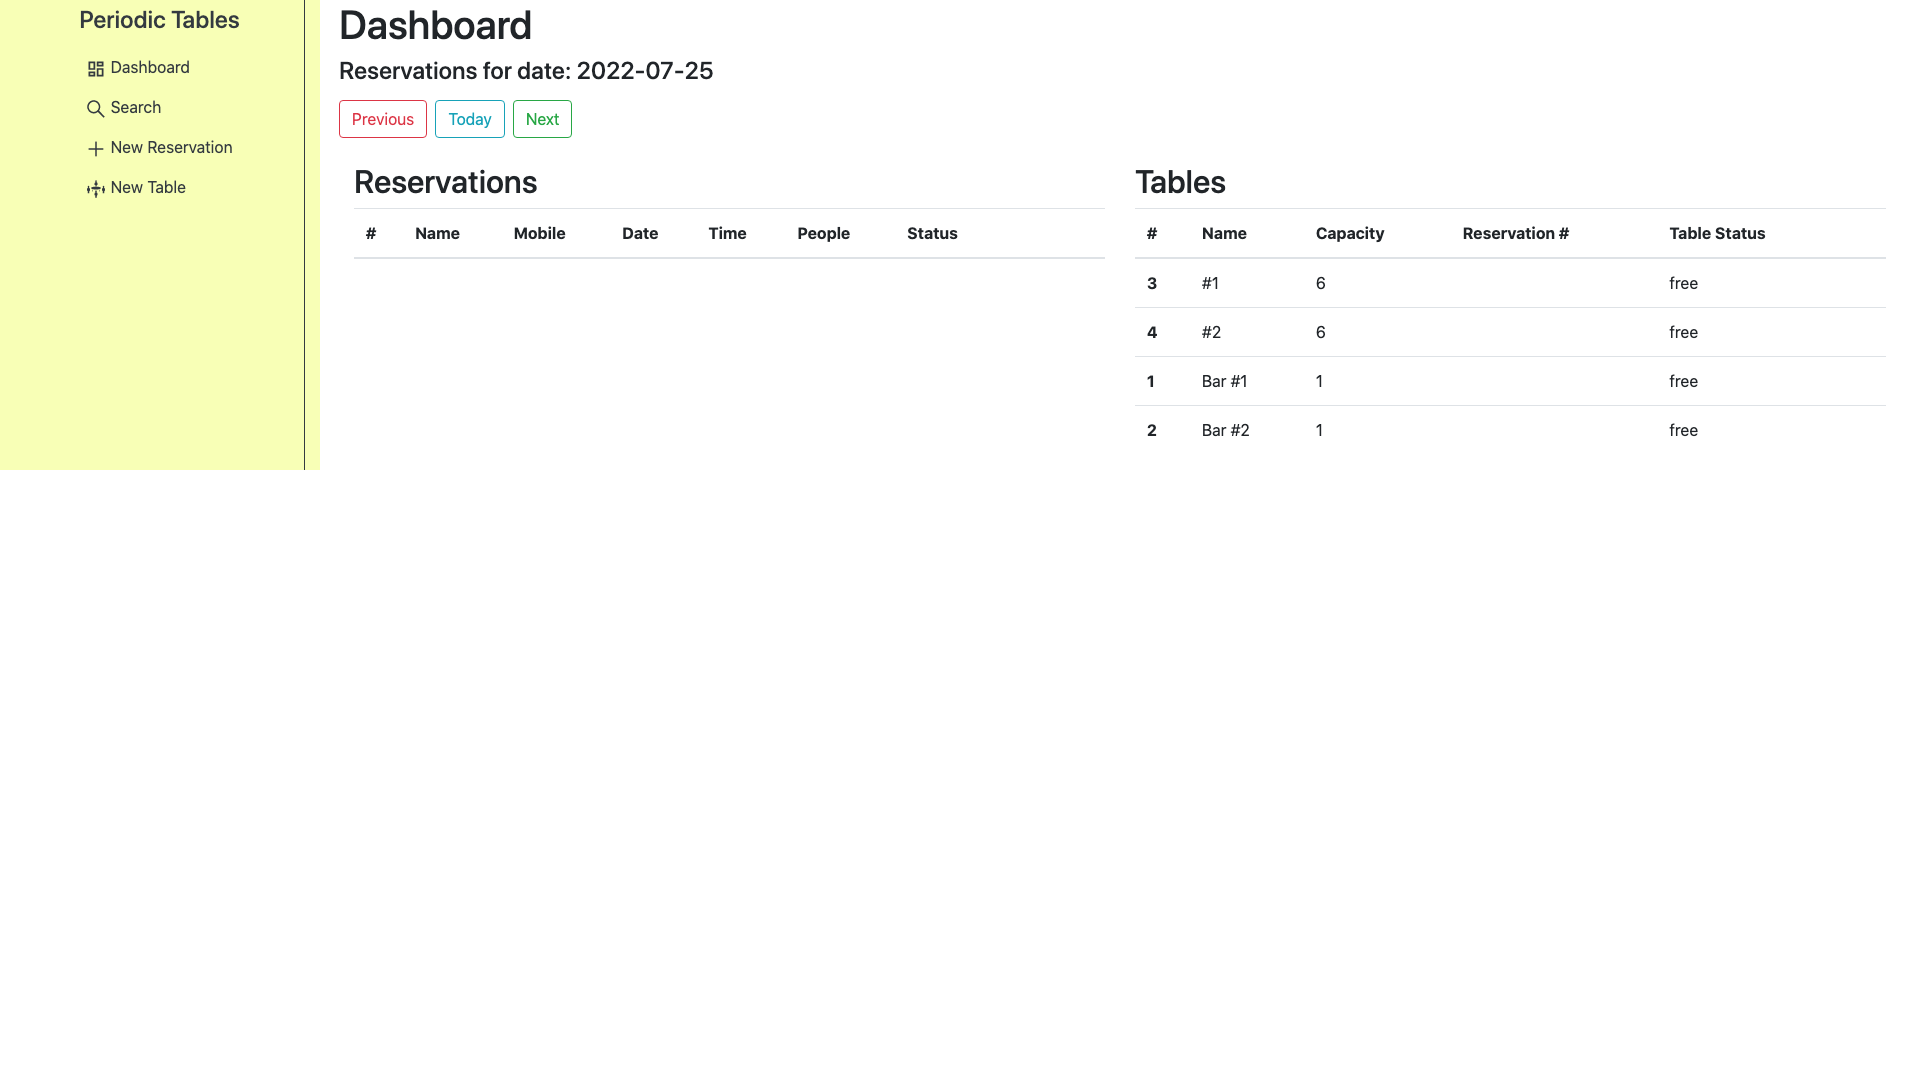 Periodic Tables
Dashboard
Search
New Reservation
New Table
Dashboard
Reservations for date: 2022-07-25
Previous Today Next
Reservations
# Name Mobile Date Time People Status
Tables
# Name Capacity Reservation # Table Status
3 #1 6 free
4 #2 6 free
1 Bar #1 1 free
2 Bar #2 1 free